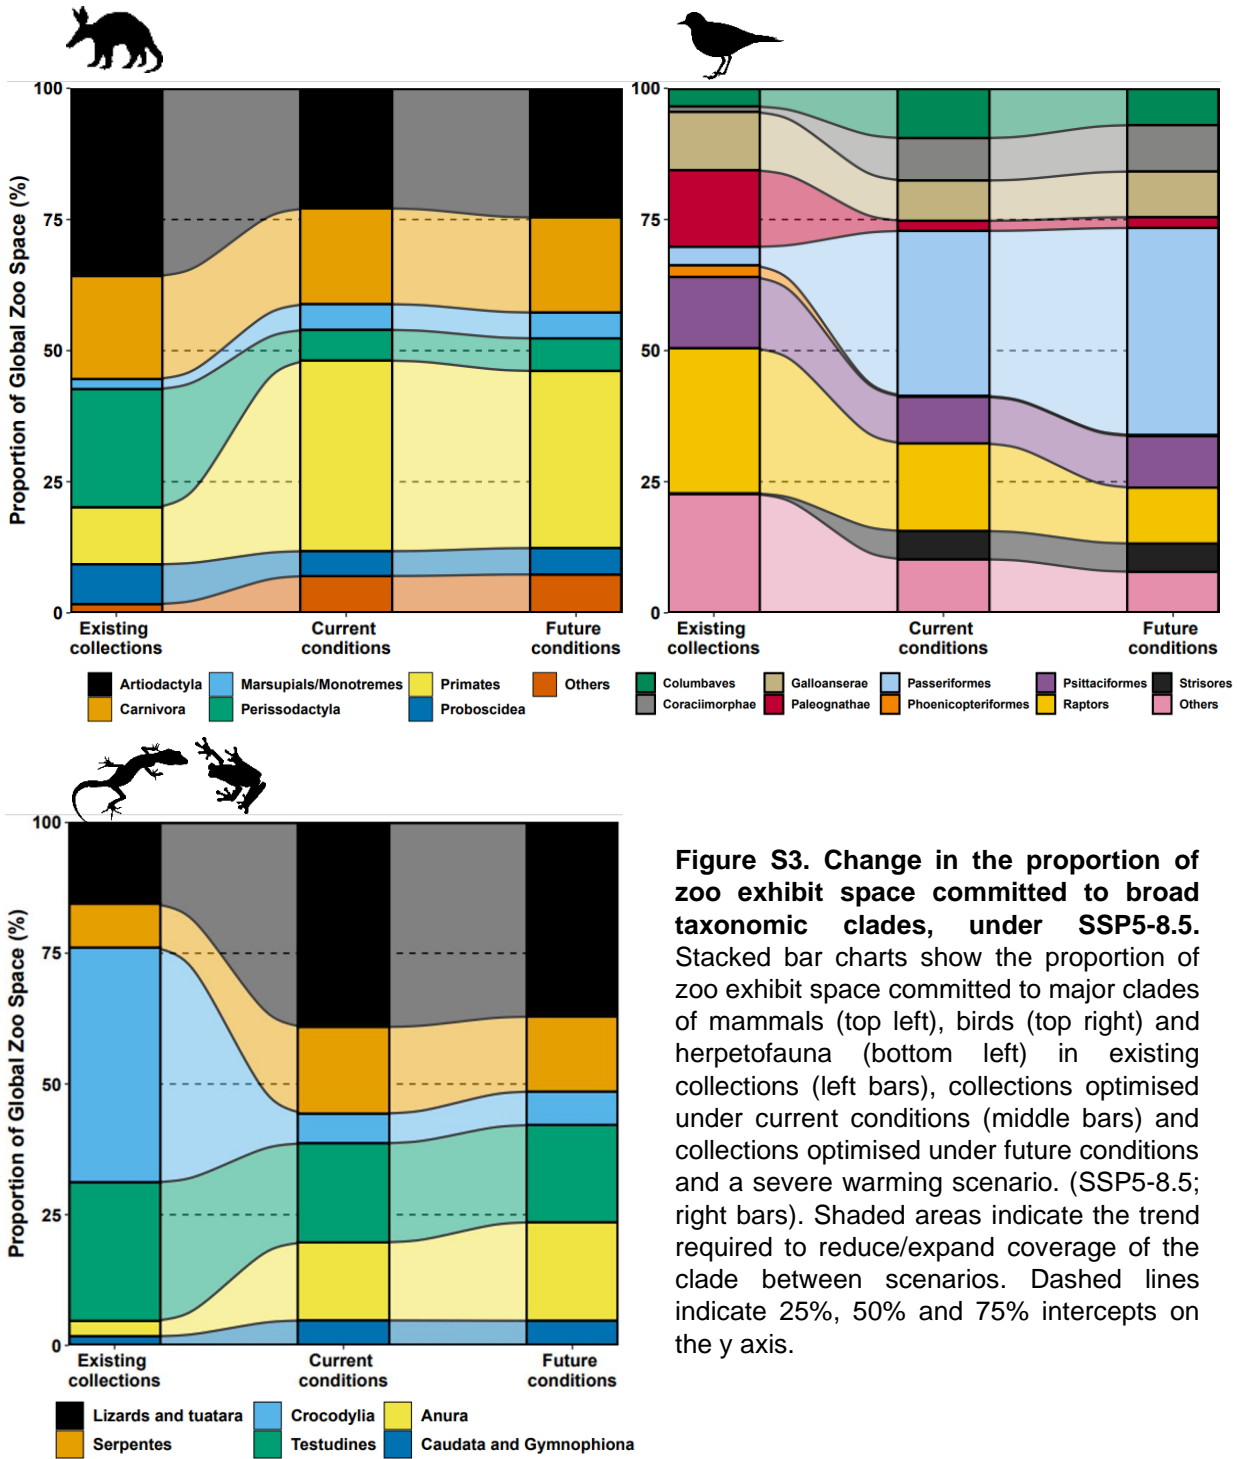 Proportion of Global Zoo Space (%)
100
75
50
25
0
Existing collections
Current conditions
Future conditions
Artiodactyla
Marsupials/Monotremes
Primates
Others
Carnivora
Perissodactyla
Proboscidea
100
75
50
25
0
Existing collections
Current conditions
Future conditions
Columbaves
Galloanserae
Passeriformes
Psittaciformes
Strisores
Coraciimorphae
Paleognathae
Phoenicopteriformes
Raptors
Others
Proportion of Global Zoo Space (%)
100
75
50
25
0
Existing collections
Current conditions
Future conditions
Lizards and tuatara
Crocodylia
Anura
Serpentes
Testudines
Caudata and Gymnophiona
Figure S3. Change in the proportion of
zoo exhibit space committed to broad
taxonomic clades, under SSP5-8.5.
Stacked bar charts show the proportion of
zoo exhibit space committed to major clades
of mammals (top left), birds (top right) and
herpetofauna (bottom left) in existing
collections (left bars), collections optimised
under current conditions (middle bars) and
collections optimised under future conditions
and a severe warming scenario. (SSP5-8.5;
right bars). Shaded areas indicate the trend
required to reduce/expand coverage of the
clade between scenarios. Dashed lines
indicate 25%, 50% and 75% intercepts on
the y axis.